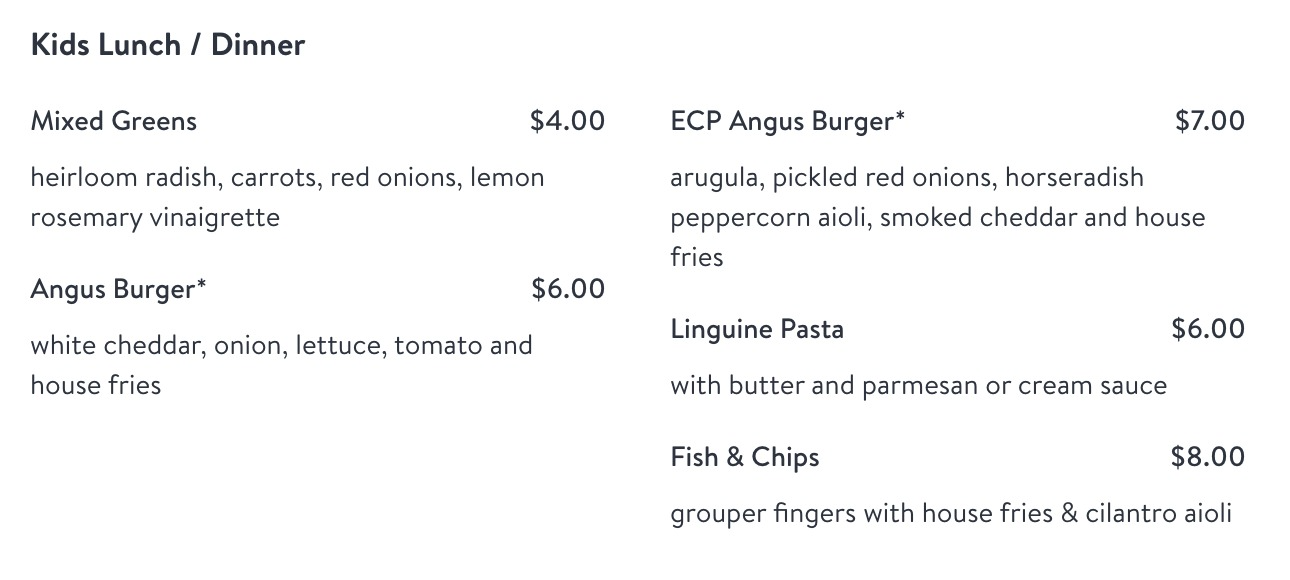 Kids Lunch / Dinner
Mixed Greens $4.00
heirloom radish, carrots, red onions, lemon
rosemary vinaigrette
Angus Burger* $6.00
white cheddar, onion, lettuce, tomato and
house fries
ECP Angus Burger* $7.00
arugula, pickled red onions, horseradish
peppercorn aioli, smoked cheddar and house
fries
Linguine Pasta $6.00
with butter and parmesan or cream sauce
Fish & Chips $8.00
grouper fingers with house fries & cilantro aioli